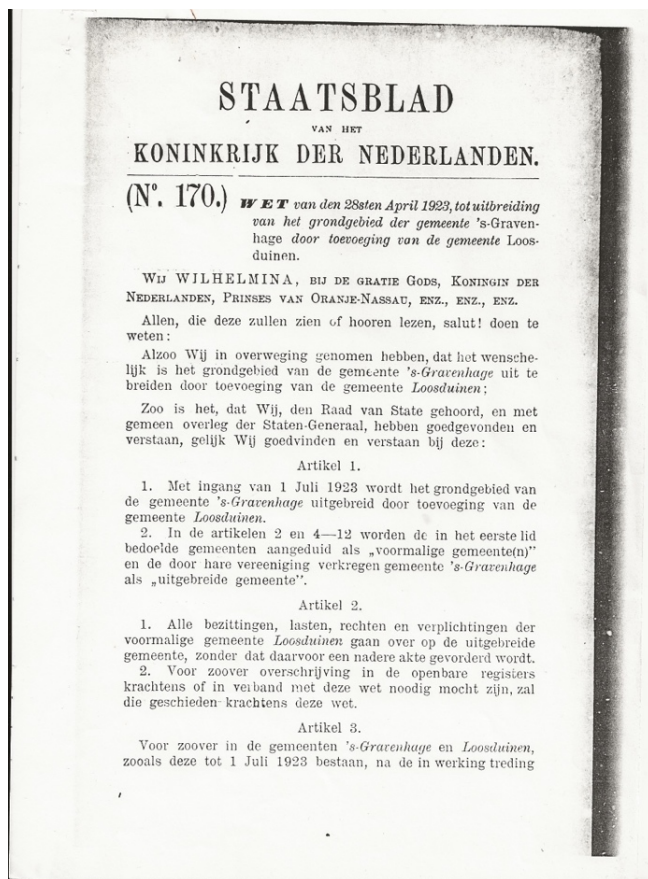 STAATSBLAD
VAN HET
KONINKRIJK DER NEDERLANDEN.
(No. 170.) WET van den 28sten April 1923, tot uitbreiding
van het grondgebied der gemeente 's-Graven-
hage door toevoeging van de gemeente Loos-
duinen.
WIJ WILHELMINA, BIJ DE GRATIE GODS, KONINGIN DER
NEDERLANDEN, PRINSES VAN ORANJE-NASSAU, ENZ., ENZ., ENZ.
Allen, die deze zullen zien of hooren lezen, salut! doen te
weten:
Alzoo Wij in overweging genomen hebben, dat het wensche-
lijk is het grondgebied van de gemeente 's-Gravenhage uit te
breiden door toevoeging van de gemeente Loosduinen;
Zoo is het, dat Wij, den Raad van State gehoord, en met
gemeen overleg der Staten-Generaal, hebben goedgevonden en
verstaan, gelijk Wij goedvinden en verstaan bij deze:
Artikel 1.
1. Met ingang van 1 Juli 1923 wordt het grondgebied van
de gemeente 's-Gravenhage uitgebreid door toevoeging van de
gemeente Loosduinen.
2. In de artikelen 2 en 4—12 worden de in het eerste lid
bedoelde gemeenten aangeduid als „voormalige gemeente(n)"
en de door hare vereeniging verkregen gemeente 's-Gravenhage
als „uitgebreide gemeente".
Artikel 2.
1. Alle bezittingen, lasten, rechten en verplichtingen der
voormalige gemeente Loosduinen gaan over op de uitgebreide
gemeente, zonder dat daarvoor een nadere akte gevorderd wordt.
2. Voor zoover overschrijving in de openbare registers
krachtens of in verband met deze wet noodig mocht zijn, zal
die geschieden krachtens deze wet.
Artikel 3.
Voor zoover in de gemeenten 's-Gravenhage en Loosduinen,
zooals deze tot 1 Juli 1923 bestaan, na de in werking treding